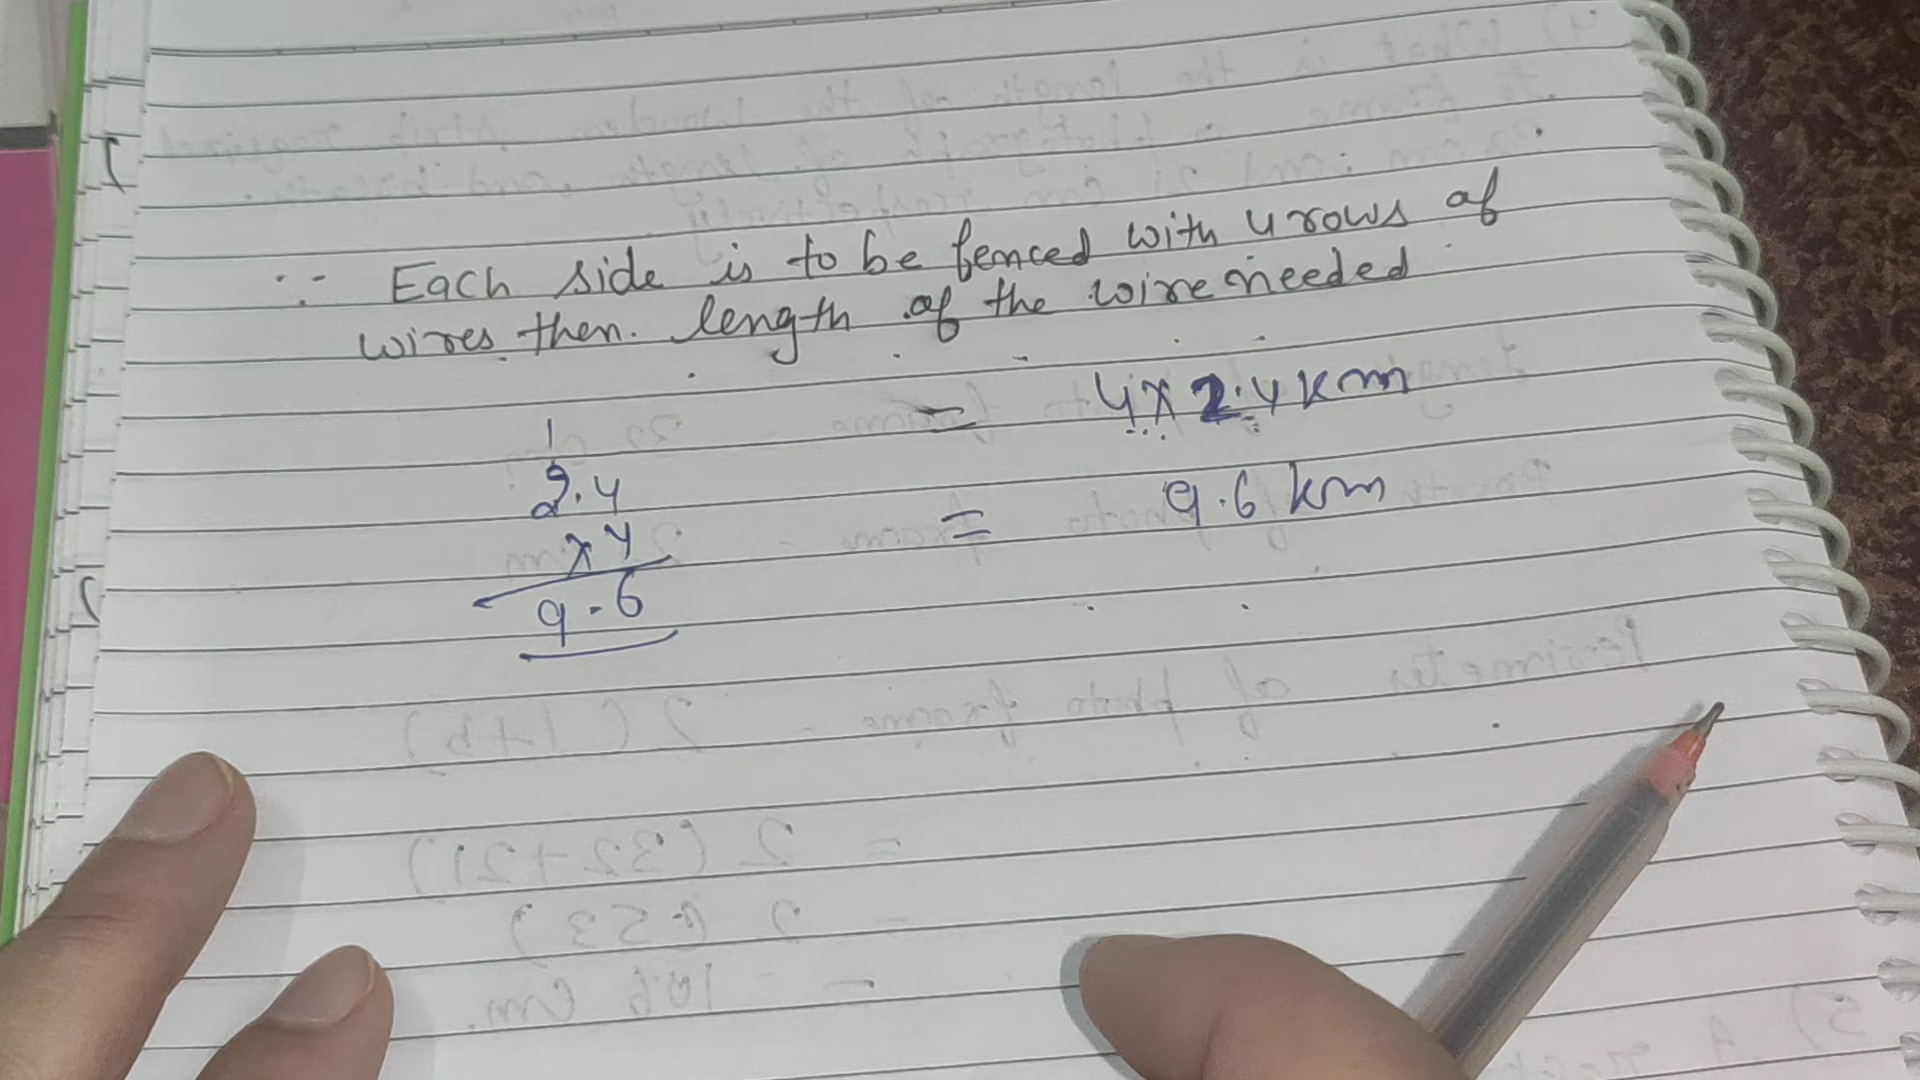 ∵ Each side is to be fenced with 4 rows of
wires then. length of the wire needed
= 4 x 2.4 km
1
2.4
x 4
9.6
= 9.6 km